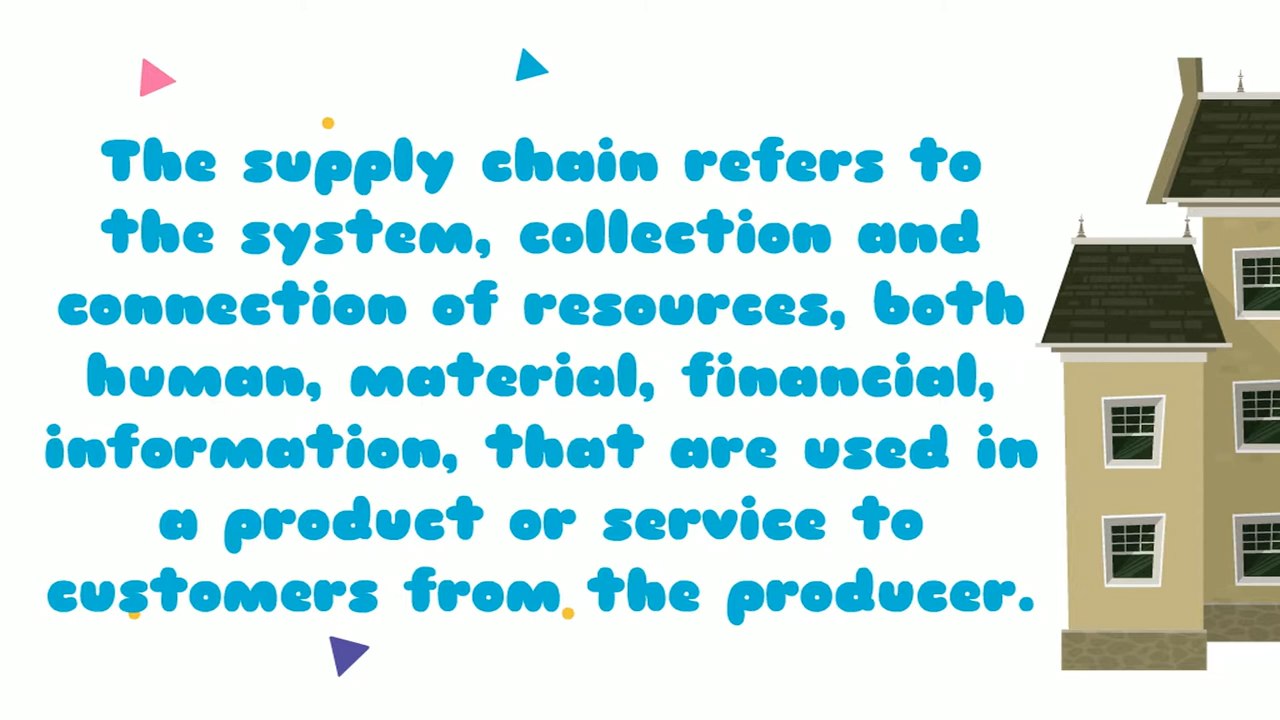 The supply chain refers to
the system, collection and
connection of resources, both
human, material, financial,
information, that are used in
a product or service to
customers from the producer.